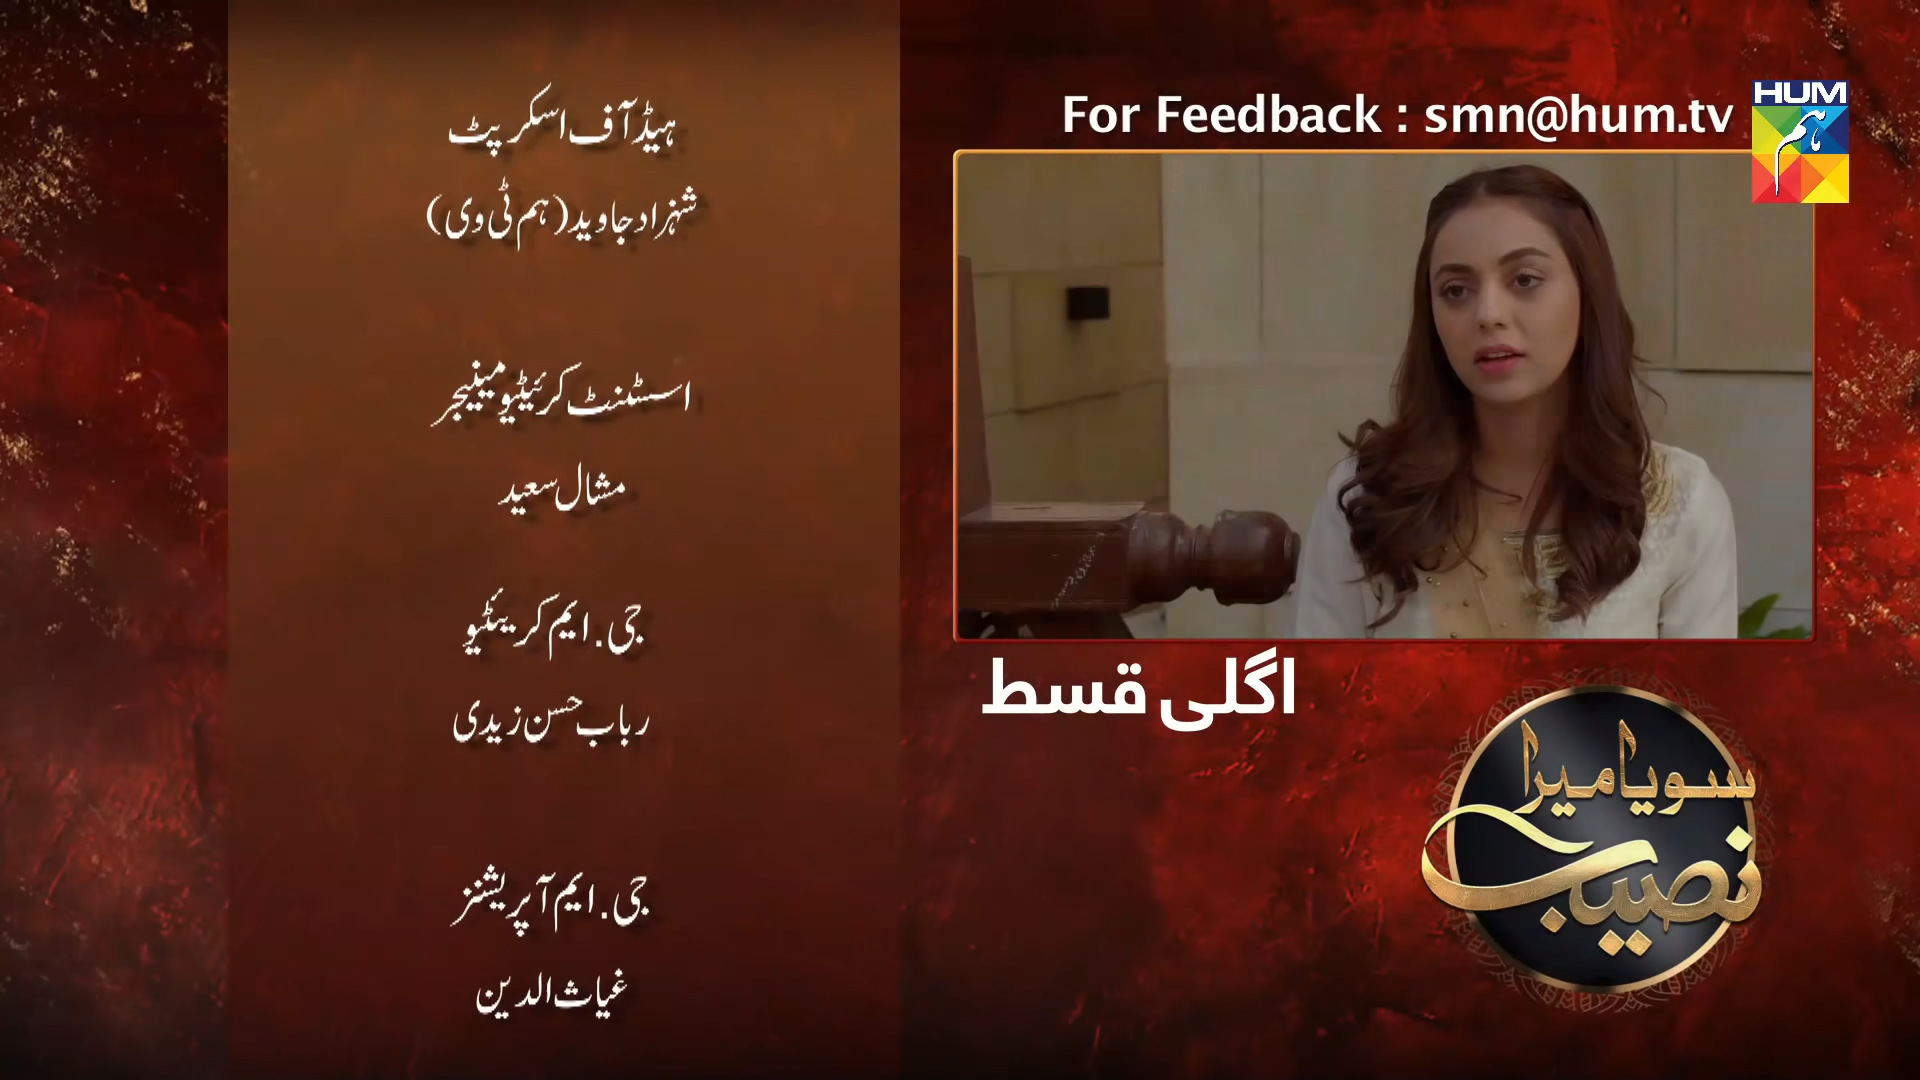 ہیڈ آف اسکرپٹ
شہزاد جاوید (ہم ٹی وی)
اسسٹنٹ کرئیٹیو مینیجر
مشال سعید
جی. ایم کریئٹیو
رباب حسن زیدی
جی. ایم آپریشنز
غیاث الدین
For Feedback : smn@hum.tv
HUM
ہم
اگلی قسط
سویا میرا
نصیب